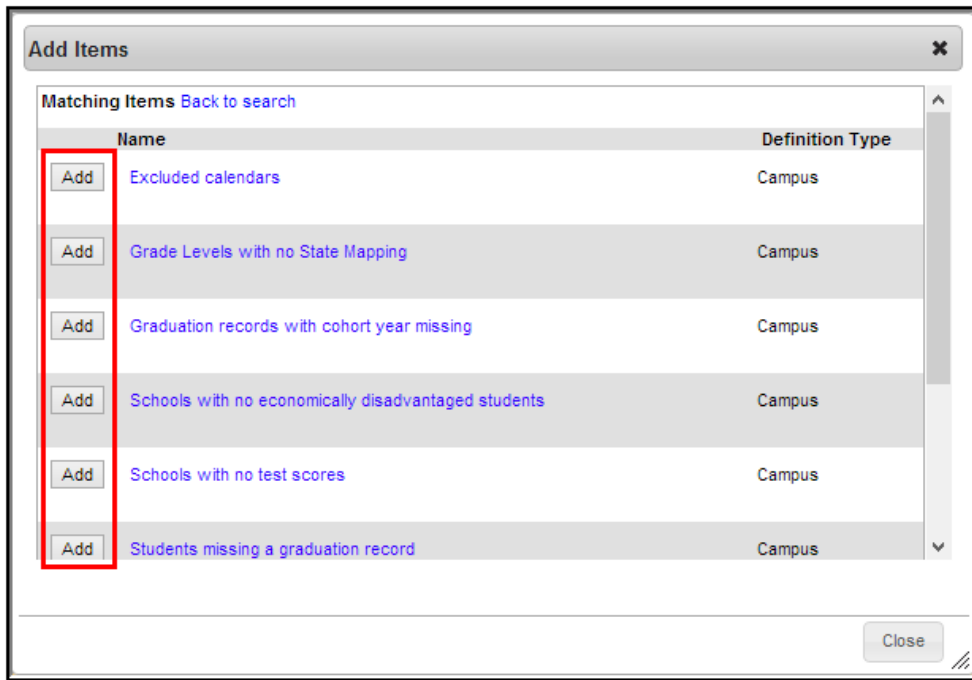 Add Items
Matching Items Back to search
Name Definition Type
Add Excluded calendars Campus
Add Grade Levels with no State Mapping Campus
Add Graduation records with cohort year missing Campus
Add Schools with no economically disadvantaged students Campus
Add Schools with no test scores Campus
Add Students missing a graduation record Campus
Close